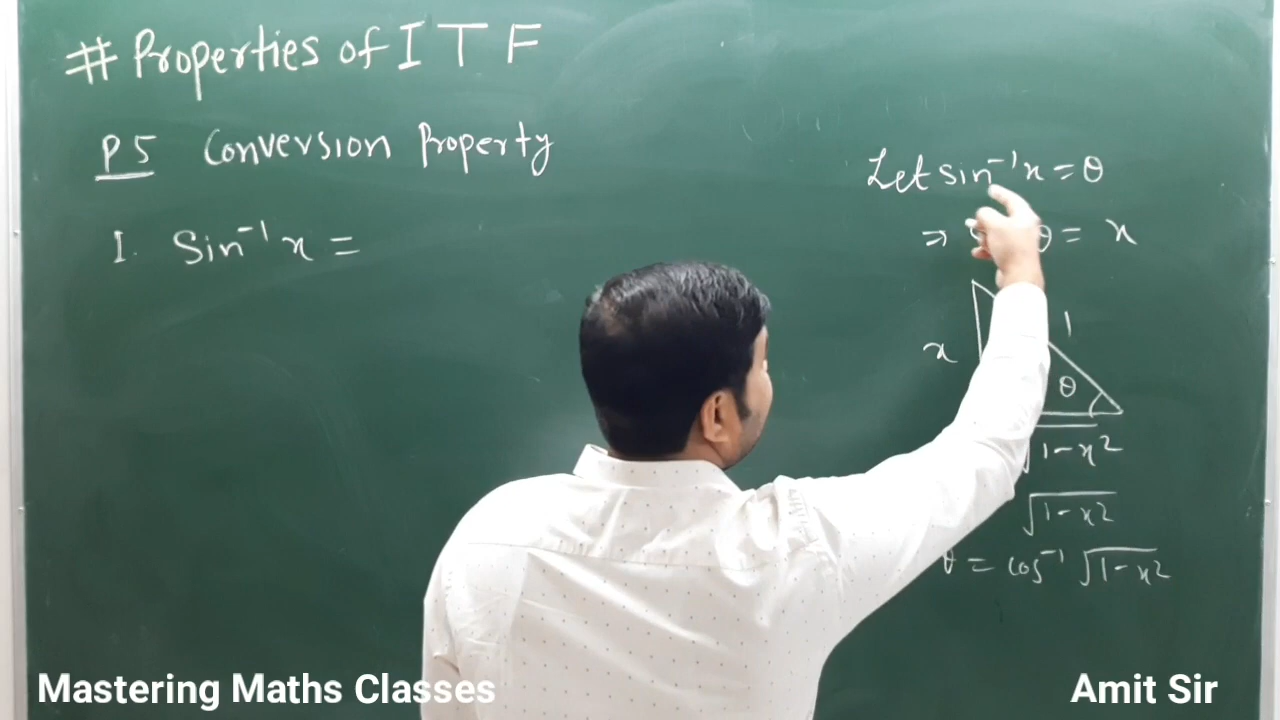 # Properties of I T F
P5 Conversion Property
I. Sin⁻¹ x =
Let sin⁻¹x = θ
⇒ θ = x
x 1
θ
√1-x²
√1-x²
θ = cos⁻¹ √1-x²
Mastering Maths Classes
Amit Sir